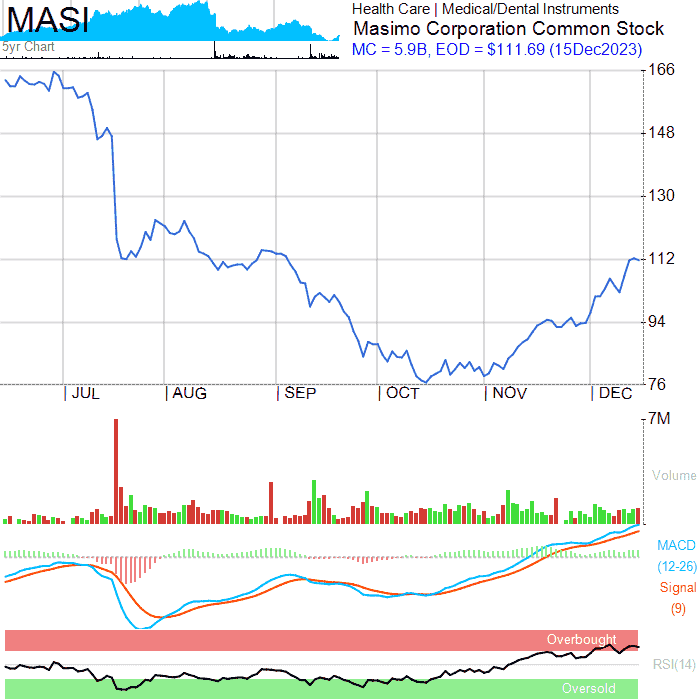 MASI
5yr Chart
Health Care | Medical/Dental Instruments
Masimo Corporation Common Stock
MC = 5.9B, EOD = $111.69 (15Dec2023)
166
148
130
112
94
76
JUL
AUG
SEP
OCT
NOV
DEC
7M
Volume
MACD
(12-26)
Signal
(9)
Overbought
RSI(14)
Oversold